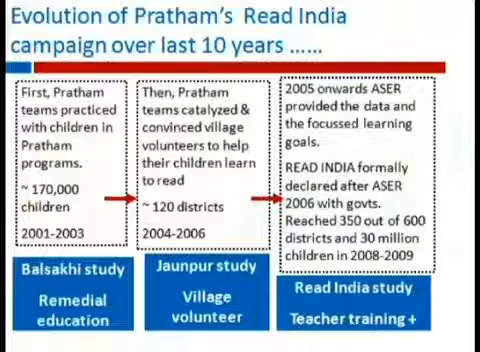 Evolution of Pratham's Read India
campaign over last 10 years ......
First, Pratham
teams practiced
with children in
Pratham
programs.
~ 170,000
children
2001-2003
Then, Pratham
teams catalyzed &
convinced village
volunteers to help
their children learn
to read
~ 120 districts
2004-2006
2005 onwards ASER
provided the data and
the focussed learning
goals.
READ INDIA formally
declared after ASER
2006 with govts.
Reached 350 out of 600
districts and 30 million
children in 2008-2009
Balsakhi study
Remedial
education
Jaunpur study
Village
volunteer
Read India study
Teacher training +